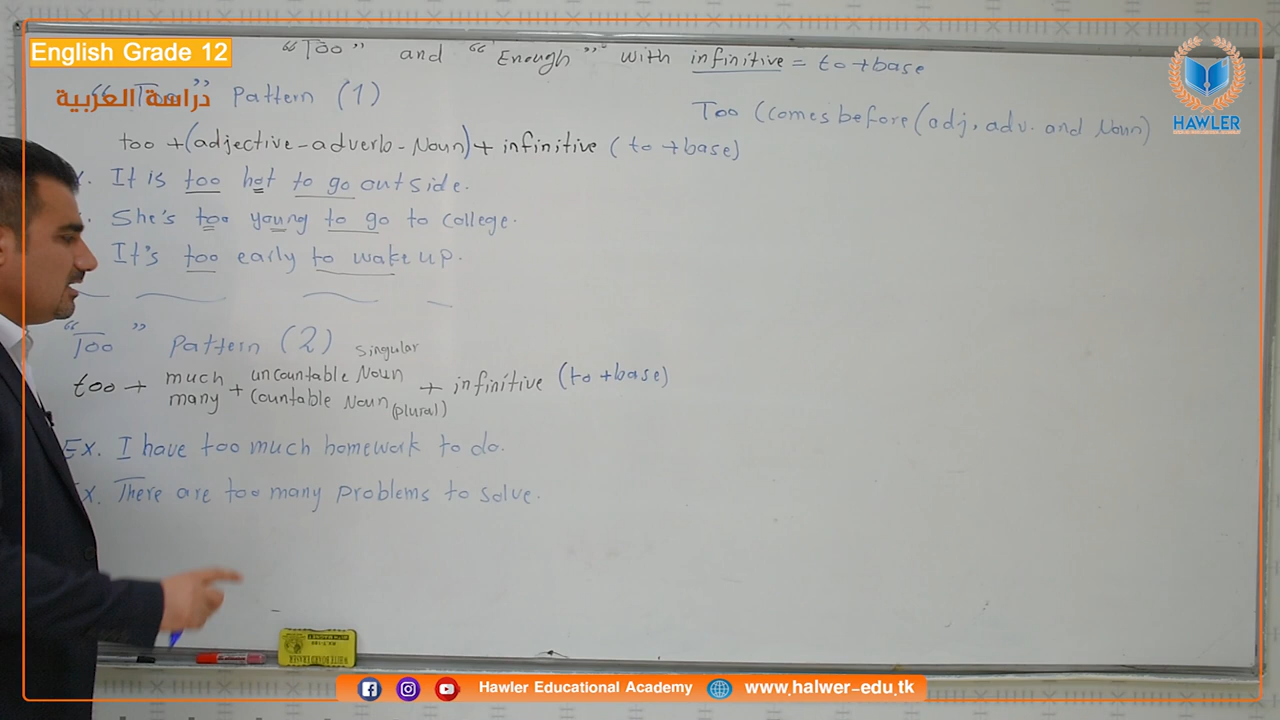 English Grade 12
"Too" and "Enough" with infinitive = to+base
دراسة العربية
"Too" Pattern (1)
Too (comes before (adj, adv. and Noun)
HAWLER
too + (adjective - adverb - Noun) + infinitive (to +base)
It is too hot to go outside.
She's too young to go to college.
It's too early to wake up.
"Too" Pattern (2)
singular
too + much + uncountable Noun + infinitive (to +base)
many countable Noun (plural)
Ex. I have too much homework to do.
Ex. There are too many problems to solve.
Hawler Educational Academy www.halwer-edu.tk